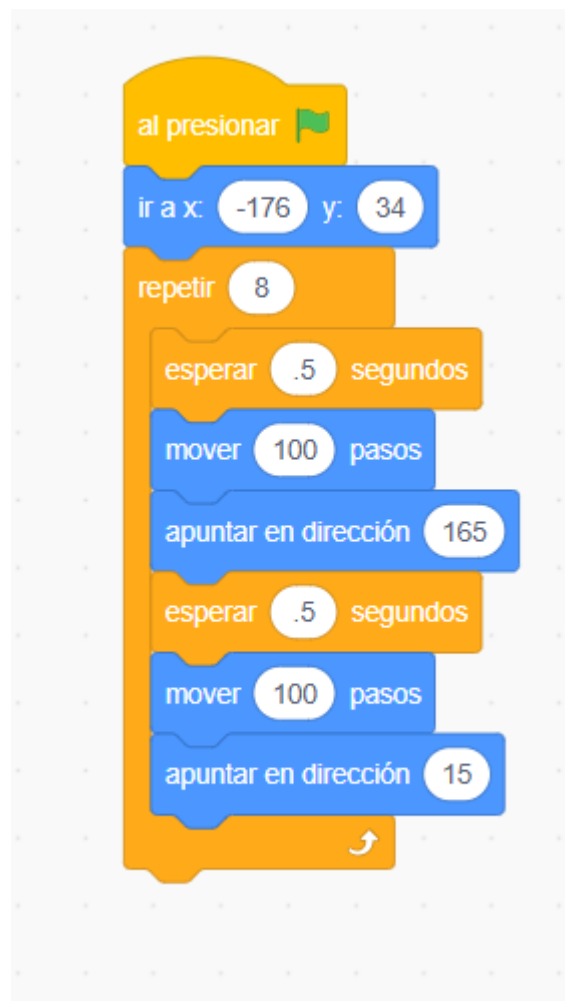 al presionar
ir a x: -176 y: 34
repetir 8
esperar .5 segundos
mover 100 pasos
apuntar en dirección 165
esperar .5 segundos
mover 100 pasos
apuntar en dirección 15